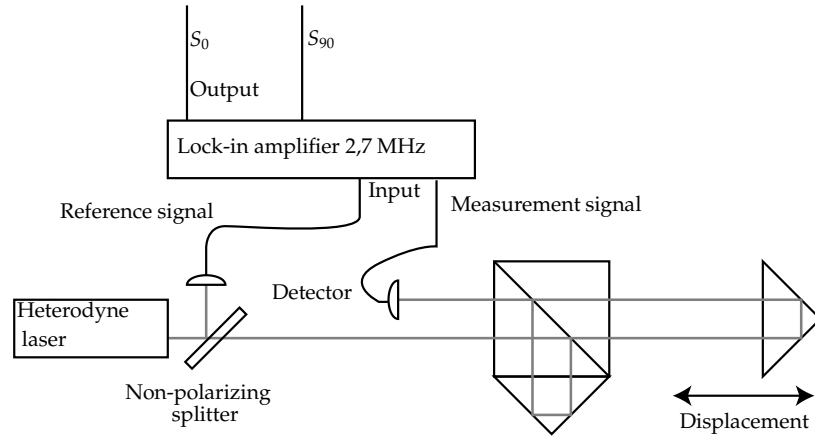 S0
S90
Output
Lock-in amplifier 2,7 MHz
Input
Reference signal
Measurement signal
Detector
Heterodyne
laser
Non-polarizing
splitter
Displacement